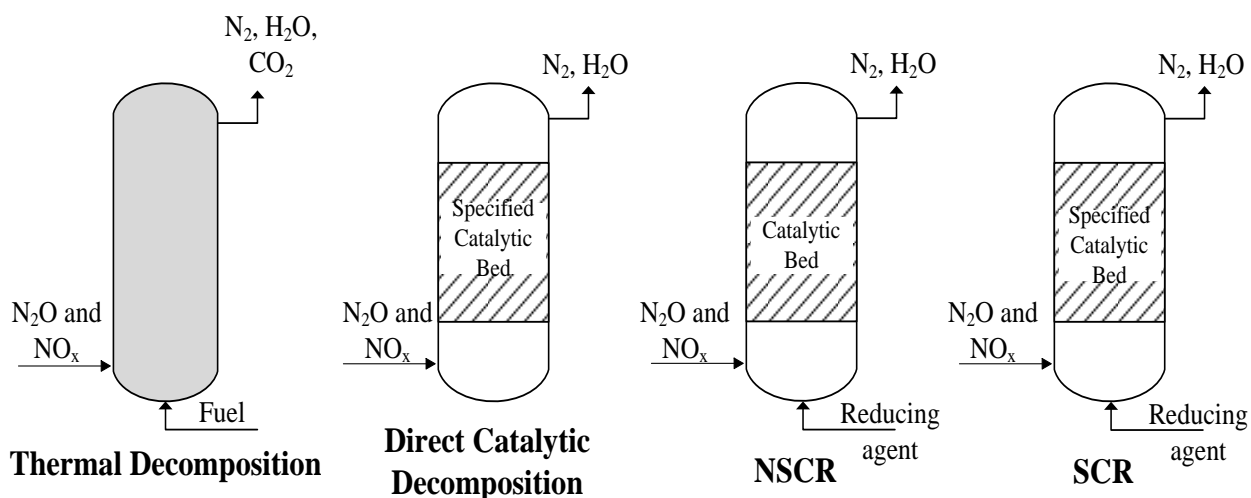 N₂, H₂O,
CO₂
N₂O and
NOₓ
Fuel
Thermal Decomposition
N₂, H₂O
Specified
Catalytic
Bed
N₂O and
NOₓ
Direct Catalytic
Decomposition
N₂, H₂O
Catalytic
Bed
N₂O and
NOₓ
Reducing
agent
NSCR
N₂, H₂O
Specified
Catalytic
Bed
N₂O and
NOₓ
Reducing
agent
SCR